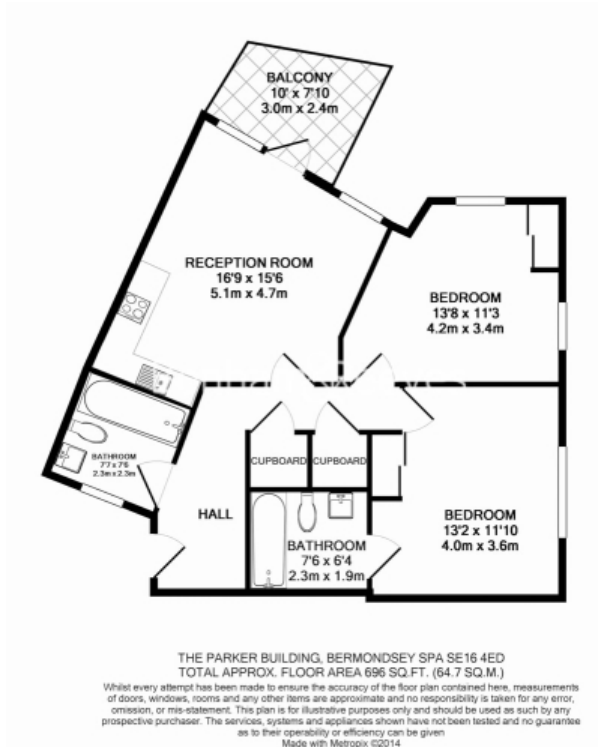 BALCONY
10' x 7'10
3.0m x 2.4m
RECEPTION ROOM
16'9 x 15'6
5.1m x 4.7m
BEDROOM
13'8 x 11'3
4.2m x 3.4m
BATHROOM
7'7 x 7'6
2.3m x 2.3m
CUPBOARD
CUPBOARD
HALL
BATHROOM
7'6 x 6'4
2.3m x 1.9m
BEDROOM
13'2 x 11'10
4.0m x 3.6m
THE PARKER BUILDING, BERMONDSEY SPA SE16 4ED
TOTAL APPROX. FLOOR AREA 696 SQ.FT. (64.7 SQ.M.)
Whilst every attempt has been made to ensure the accuracy of the floor plan contained here, measurements
of doors, windows, rooms and any other items are approximate and no responsibility is taken for any error,
omission, or mis-statement. This plan is for illustrative purposes only and should be used as such by any
prospective purchaser. The services, systems and appliances shown have not been tested and no guarantee
as to their operability or efficiency can be given
Made with Metropix ©2014